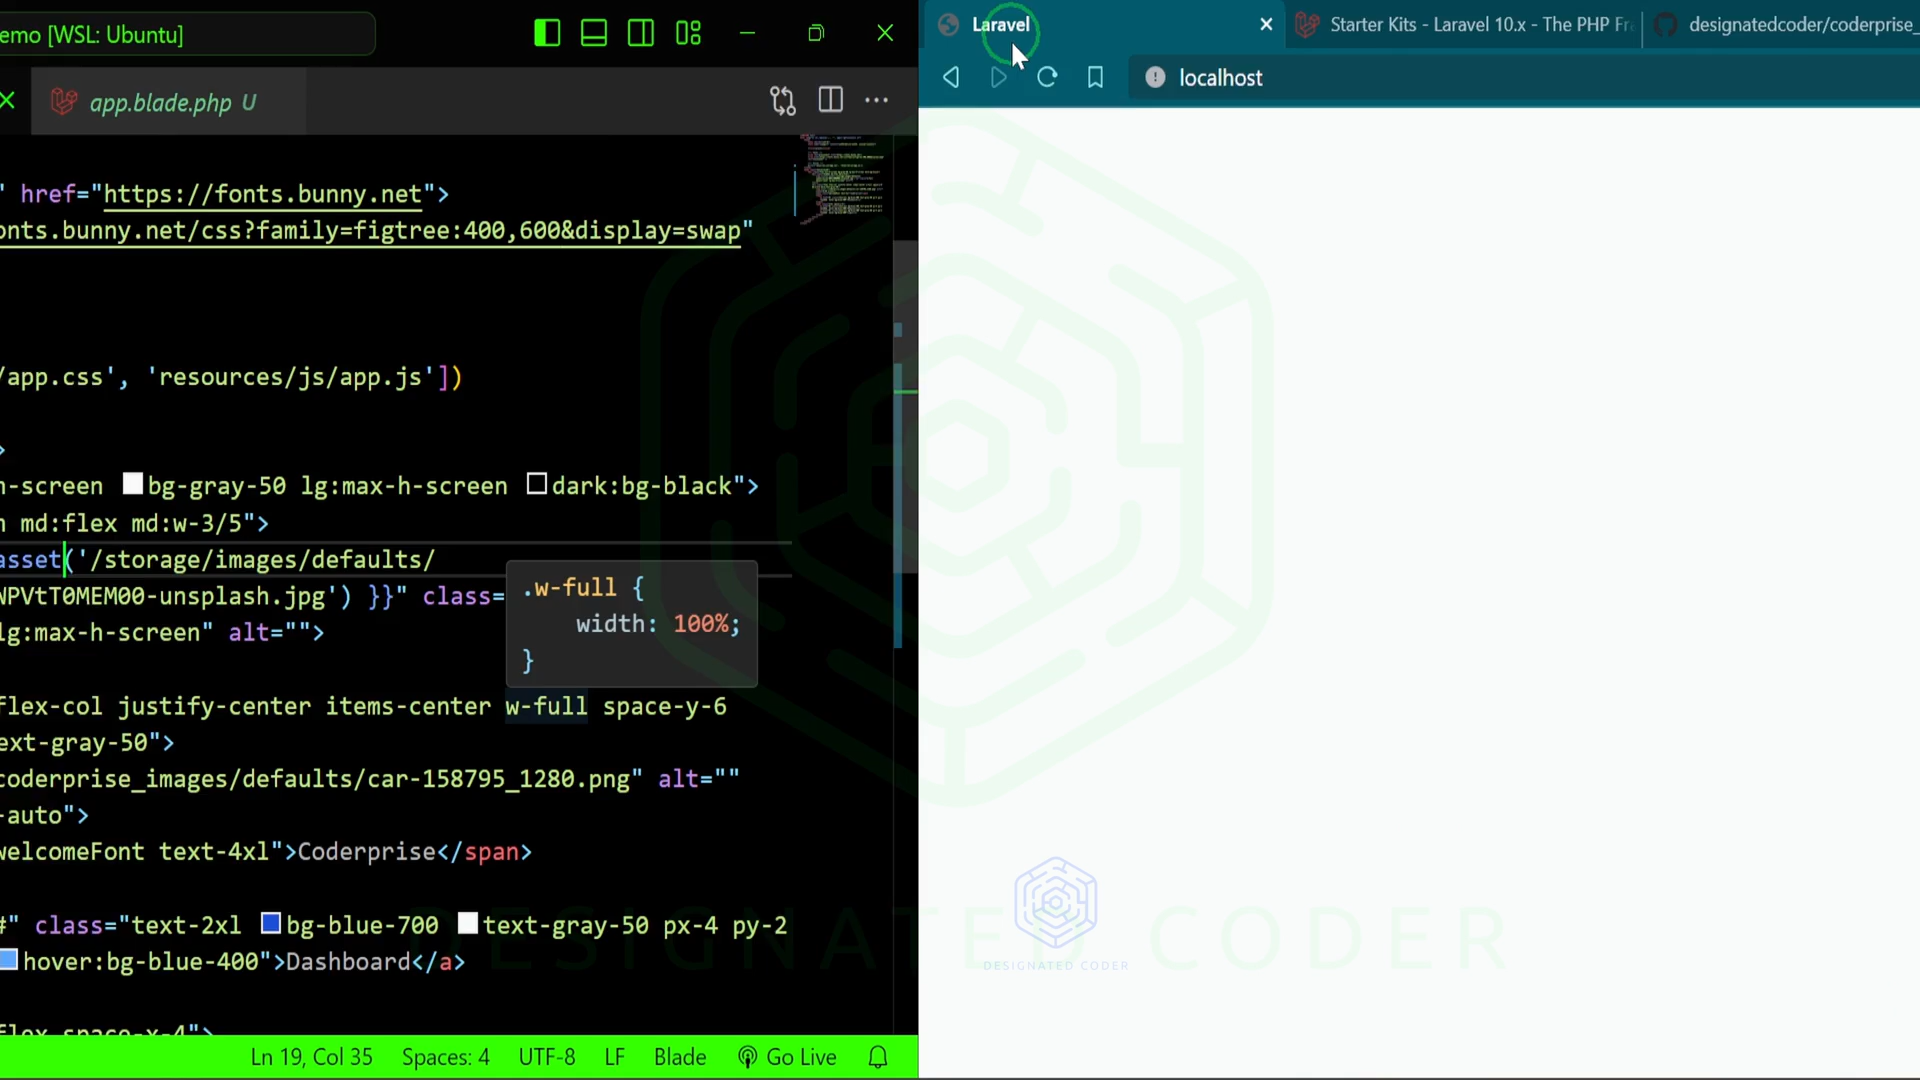 emo [WSL: Ubuntu]
app.blade.php U
" href="https://fonts.bunny.net">
onts.bunny.net/css?family=figtree:400,600&display=swap"
/app.css', 'resources/js/app.js'])
>
h-screen bg-gray-50 lg:max-h-screen dark:bg-black">
n md:flex md:w-3/5">
asset('/storage/images/defaults/
WPVtT0MEM00-unsplash.jpg') }}" class=
lg:max-h-screen" alt="">
.w-full {
width: 100%;
}
flex-col justify-center items-center w-full space-y-6
ext-gray-50">
coderprise_images/defaults/car-158795_1280.png" alt=""
-auto">
welcomeFont text-4xl">Coderprise</span>
#" class="text-2xl bg-blue-700 text-gray-50 px-4 py-2
hover:bg-blue-400">Dashboard</a>
flex space-x-4">
Ln 19, Col 35 Spaces: 4 UTF-8 LF Blade Go Live
Laravel
Starter Kits - Laravel 10.x - The PHP Fr
designatedcoder/coderprise_
localhost
DESIGNATED CODER
DESIGNATED CODER